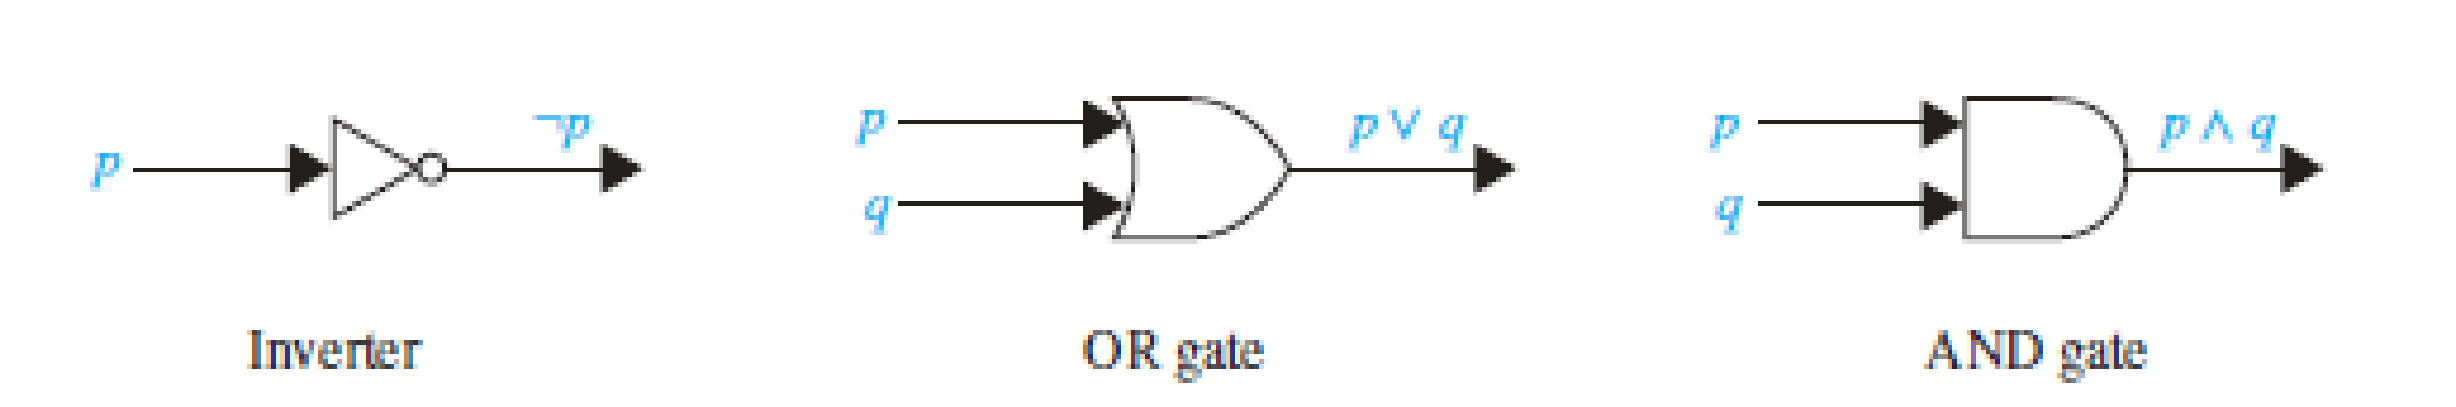 p ¬p
Inverter
p
q
p ∨ q
OR gate
p
q
p ∧ q
AND gate